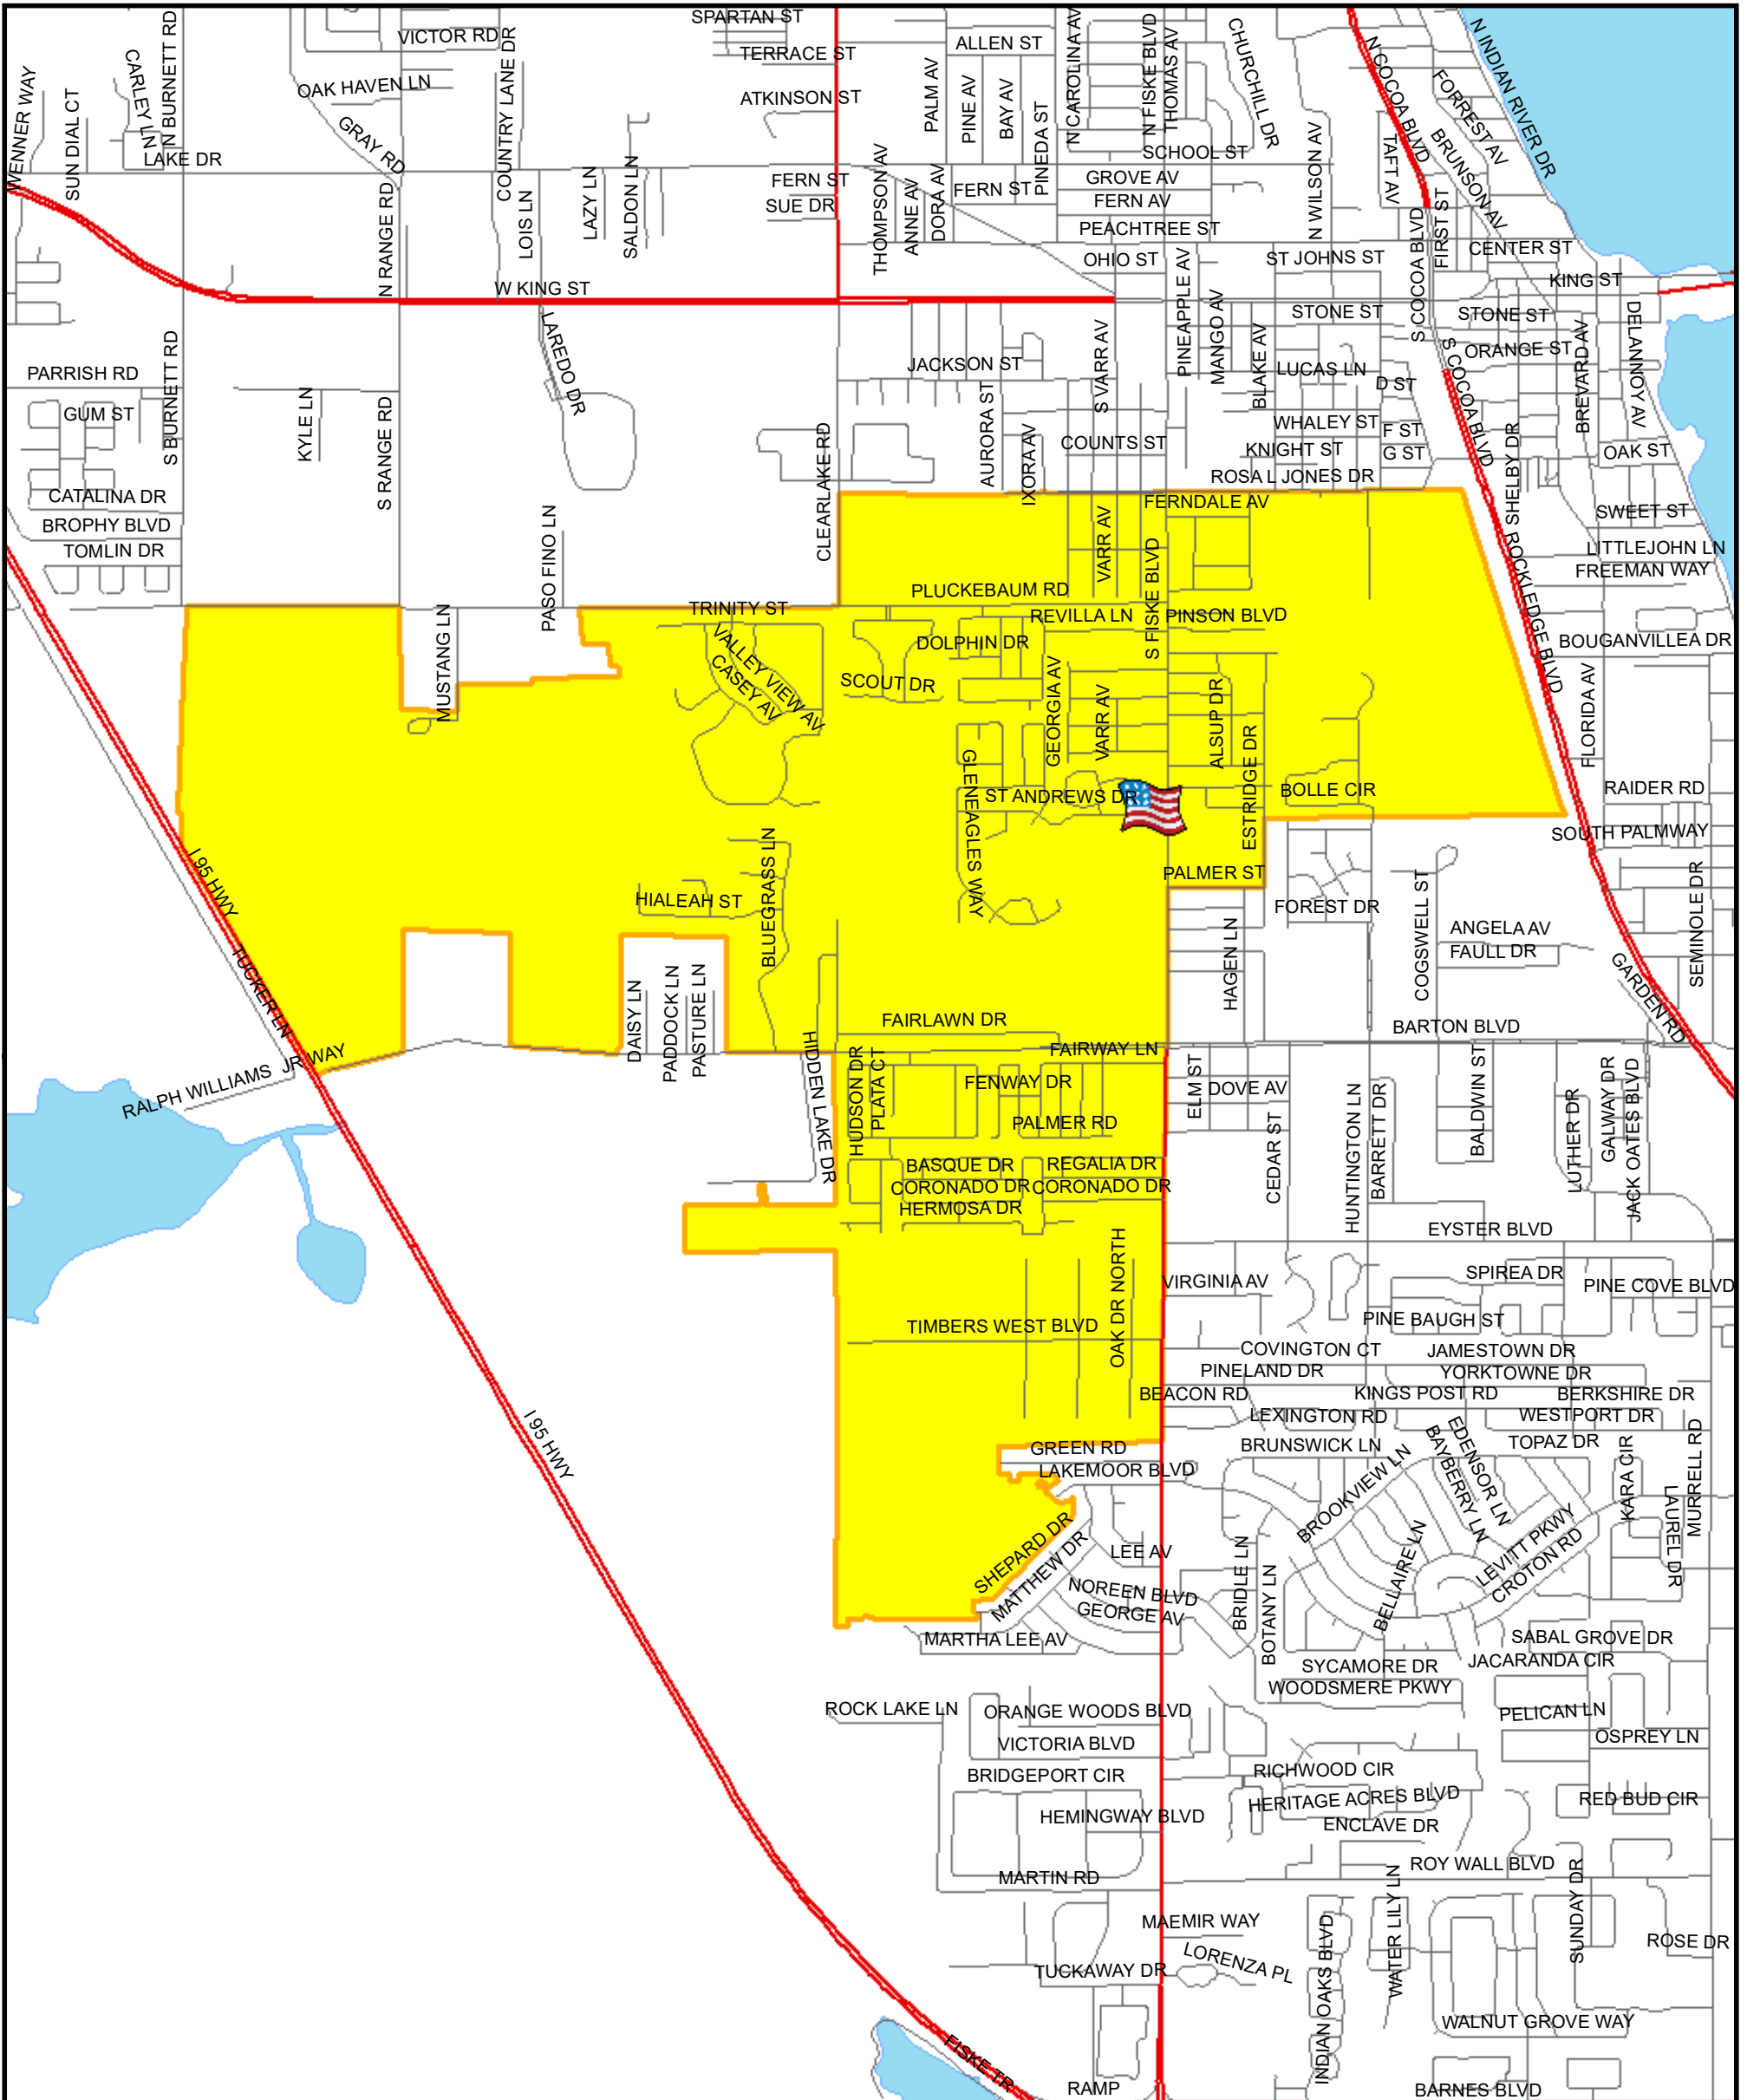 SPARTAN ST
VICTOR RD
TERRACE ST
ALLEN ST
OAK HAVEN LN
ATKINSON ST
WENNER WAY
SUN DIAL CT
CARLEY LN
N BURNETT RD
LAKE DR
GRAY RD
COUNTRY LANE DR
N RANGE RD
LOIS LN
LAZY LN
SALDON LN
FERN ST
SUE DR
THOMPSON AV
ANNE AV
DORA AV
FERN ST
PALM AV
PINE AV
BAY AV
PINEDA ST
N CAROLINA AV
N FISKE BLVD
THOMAS AV
CHURCHILL DR
SCHOOL ST
GROVE AV
FERN AV
PEACHTREE ST
OHIO ST
N WILSON AV
TAFT AV
N COCOA BLVD
FORREST AV
BRUNSON AV
N INDIAN RIVER DR
S COCOA BLVD
FIRST ST
CENTER ST
ST JOHNS ST
KING ST
W KING ST
STONE ST
STONE ST
PINEAPPLE AV
MANGO AV
BLAKE AV
LUCAS LN
ORANGE ST
S COCOA BLVD
BREVARD AV
DELANNOY AV
LAREDO DR
JACKSON ST
S VARR AV
D ST
PARRISH RD
GUM ST
S BURNETT RD
KYLE LN
S RANGE RD
CLEARLAKE RD
AURORA ST
IXORA AV
COUNTS ST
WHALEY ST
F ST
KNIGHT ST
G ST
ROSA L JONES DR
SHELBY DR
OAK ST
CATALINA DR
BROPHY BLVD
TOMLIN DR
PASO FINO LN
FERNDALE AV
SWEET ST
LITTLEJOHN LN
FREEMAN WAY
VARR AV
S FISKE BLVD
PLUCKEBAUM RD
TRINITY ST
REVILLA LN
PINSON BLVD
ROCKLEDGE BLVD
MUSTANG LN
VALLEY VIEW AV
CASEY AV
DOLPHIN DR
SCOUT DR
BOUGANVILLEA DR
GEORGIA AV
VARR AV
ALSUP DR
ESTRIDGE DR
FLORIDA AV
GLENEAGLES WAY
ST ANDREWS DR
BOLLE CIR
RAIDER RD
SOUTH PALMWAY
I 95 HWY
BLUEGRASS LN
HIALEAH ST
PALMER ST
FOREST DR
COGSWELL ST
ANGELA AV
FAULL DR
SEMINOLE DR
HAGEN LN
GARDEN RD
TUCKER LN
DAISY LN
PADDOCK LN
PASTURE LN
FAIRLAWN DR
BARTON BLVD
RALPH WILLIAMS JR WAY
HIDDEN LAKE DR
HUDSON DR
PLATA CT
FAIRWAY LN
FENWAY DR
PALMER RD
ELM ST
DOVE AV
CEDAR ST
HUNTINGTON LN
BARRETT DR
BALDWIN ST
LUTHER DR
GALWAY DR
JACK OATES BLVD
BASQUE DR
REGALIA DR
CORONADO DR
CORONADO DR
HERMOSA DR
EYSTER BLVD
OAK DR NORTH
VIRGINIA AV
SPIREA DR
PINE COVE BLVD
TIMBERS WEST BLVD
PINE BAUGH ST
COVINGTON CT
JAMESTOWN DR
PINELAND DR
YORKTOWNE DR
BEACON RD
KINGS POST RD
BERKSHIRE DR
LEXINGTON RD
WESTPORT DR
I 95 HWY
GREEN RD
BRUNSWICK LN
TOPAZ DR
LAKEMOOR BLVD
BROOKVIEW LN
BAYBERRY LN
EDENSOR LN
KARA CIR
LAUREL DR
MURRELL RD
SHEPARD DR
MATTHEW DR
LEE AV
NOREEN BLVD
GEORGE AV
BRIDLE LN
BOTANY LN
BELLAIRE LN
LEVITT PKWY
CROTON RD
MARTHA LEE AV
SABAL GROVE DR
SYCAMORE DR
JACARANDA CIR
WOODSMERE PKWY
ROCK LAKE LN
ORANGE WOODS BLVD
PELICAN LN
VICTORIA BLVD
OSPREY LN
BRIDGEPORT CIR
RICHWOOD CIR
HEMINGWAY BLVD
HERITAGE ACRES BLVD
RED BUD CIR
ENCLAVE DR
MARTIN RD
ROY WALL BLVD
MAEMIR WAY
LORENZA PL
INDIAN OAKS BLVD
WATER LILY LN
SUNDAY DR
ROSE DR
TUCKAWAY DR
WALNUT GROVE WAY
FISKE TR
RAMP
BARNES BLVD